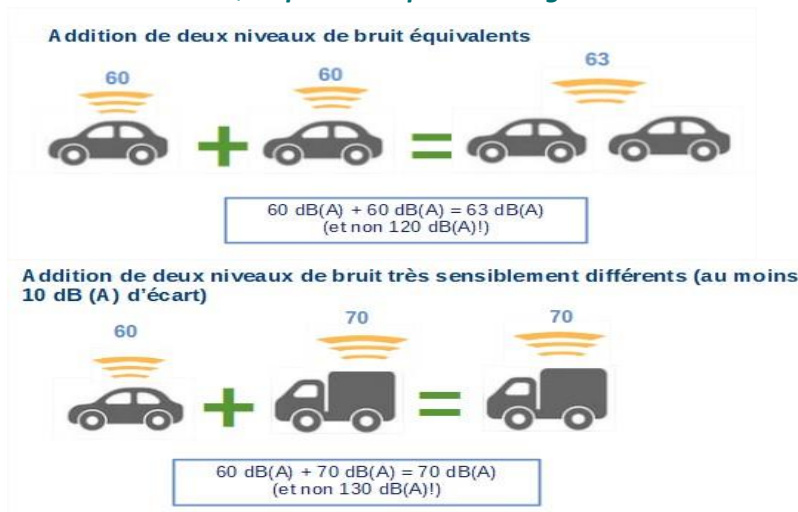 Addition de deux niveaux de bruit équivalents
60
60
63
60 dB(A) + 60 dB(A) = 63 dB(A)
(et non 120 dB(A)!)
Addition de deux niveaux de bruit très sensiblement différents (au moins
10 dB (A) d'écart)
60
70
70
60 dB(A) + 70 dB(A) = 70 dB(A)
(et non 130 dB(A)!)